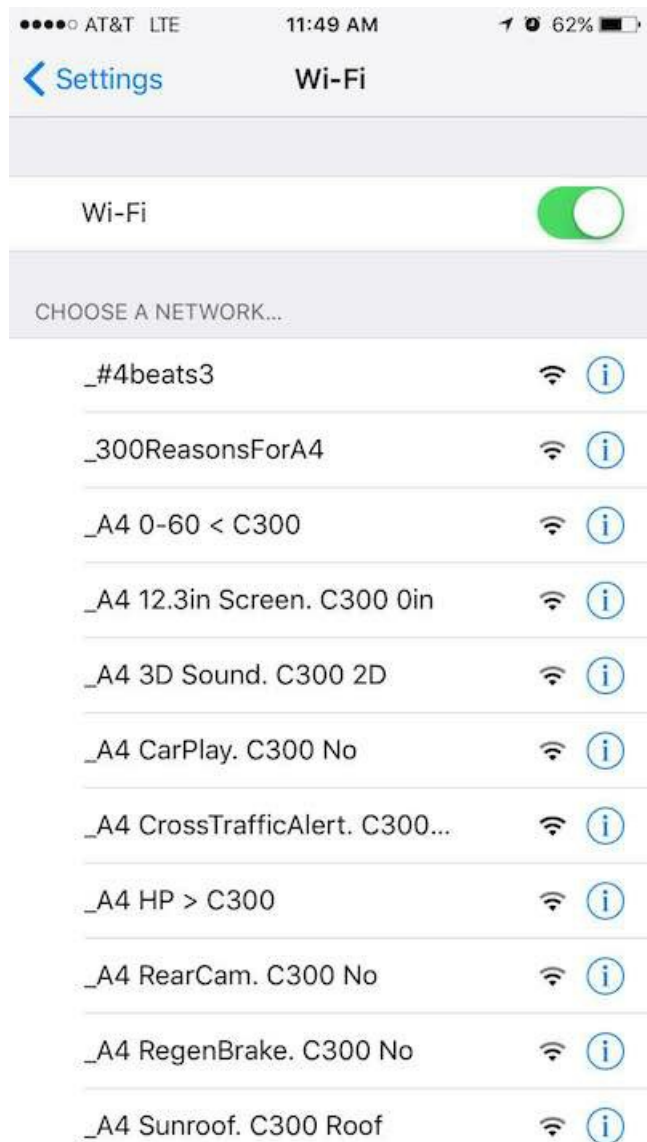 AT&T LTE 11:49 AM 62%
Settings Wi-Fi
Wi-Fi
CHOOSE A NETWORK...
_#4beats3
_300ReasonsForA4
_A4 0-60 < C300
_A4 12.3in Screen. C300 0in
_A4 3D Sound. C300 2D
_A4 CarPlay. C300 No
_A4 CrossTrafficAlert. C300...
_A4 HP > C300
_A4 RearCam. C300 No
_A4 RegenBrake. C300 No
_A4 Sunroof. C300 Roof